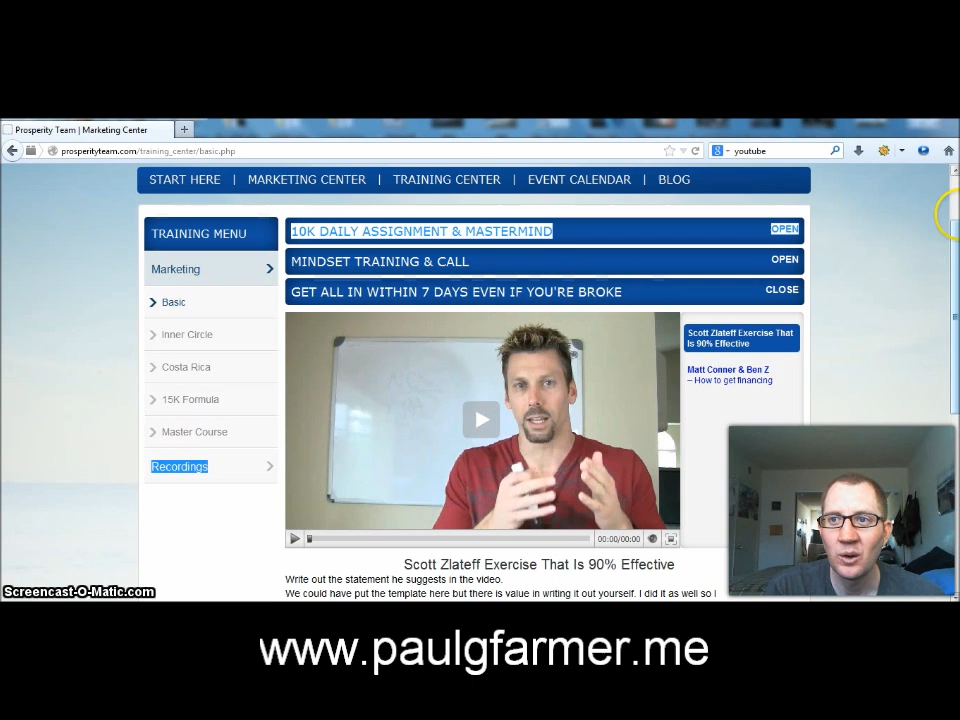 Prosperity Team | Marketing Center
prosperityteam.com/training_center/basic.php
youtube
START HERE | MARKETING CENTER | TRAINING CENTER | EVENT CALENDAR | BLOG
TRAINING MENU
Marketing
Basic
Inner Circle
Costa Rica
15K Formula
Master Course
Recordings
10K DAILY ASSIGNMENT & MASTERMIND OPEN
MINDSET TRAINING & CALL OPEN
GET ALL IN WITHIN 7 DAYS EVEN IF YOU'RE BROKE CLOSE
Scott Zlateff Exercise That
Is 90% Effective
Matt Conner & Ben Z
– How to get financing
00:00/00:00
Scott Zlateff Exercise That Is 90% Effective
Write out the statement he suggests in the video.
We could have put the template here but there is value in writing it out yourself. I did it as well so I
Screencast-O-Matic.com
www.paulgfarmer.me